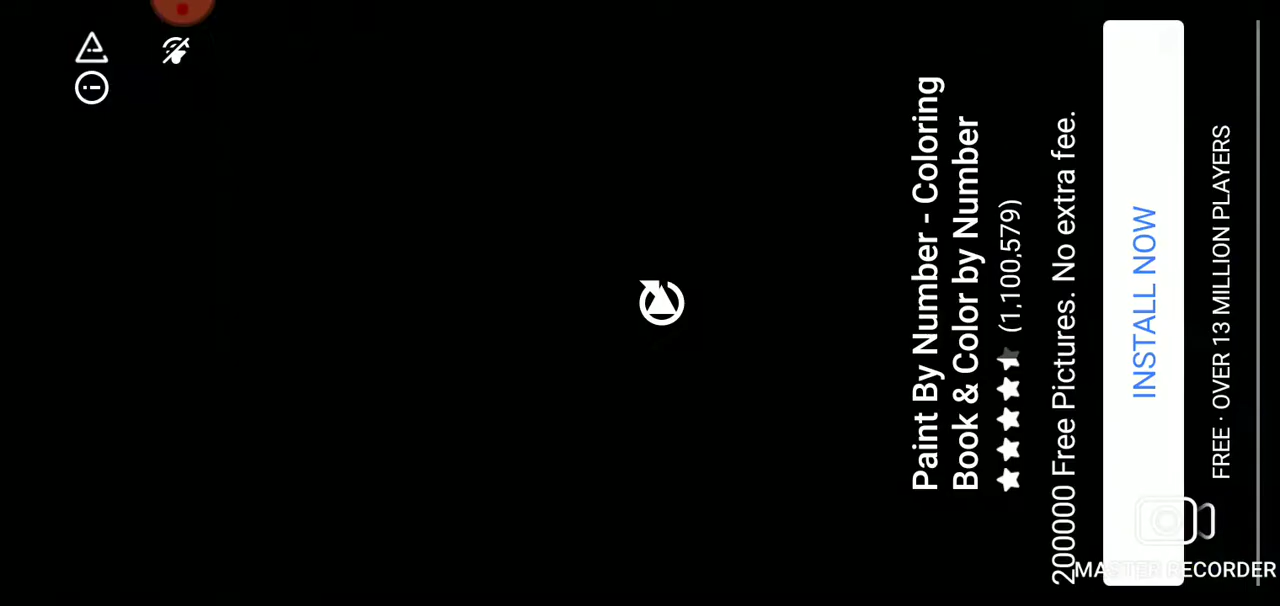 Paint By Number - Coloring
Book & Color by Number
(1,100,579)
200000 Free Pictures. No extra fee.
INSTALL NOW
FREE · OVER 13 MILLION PLAYERS
MASTER RECORDER